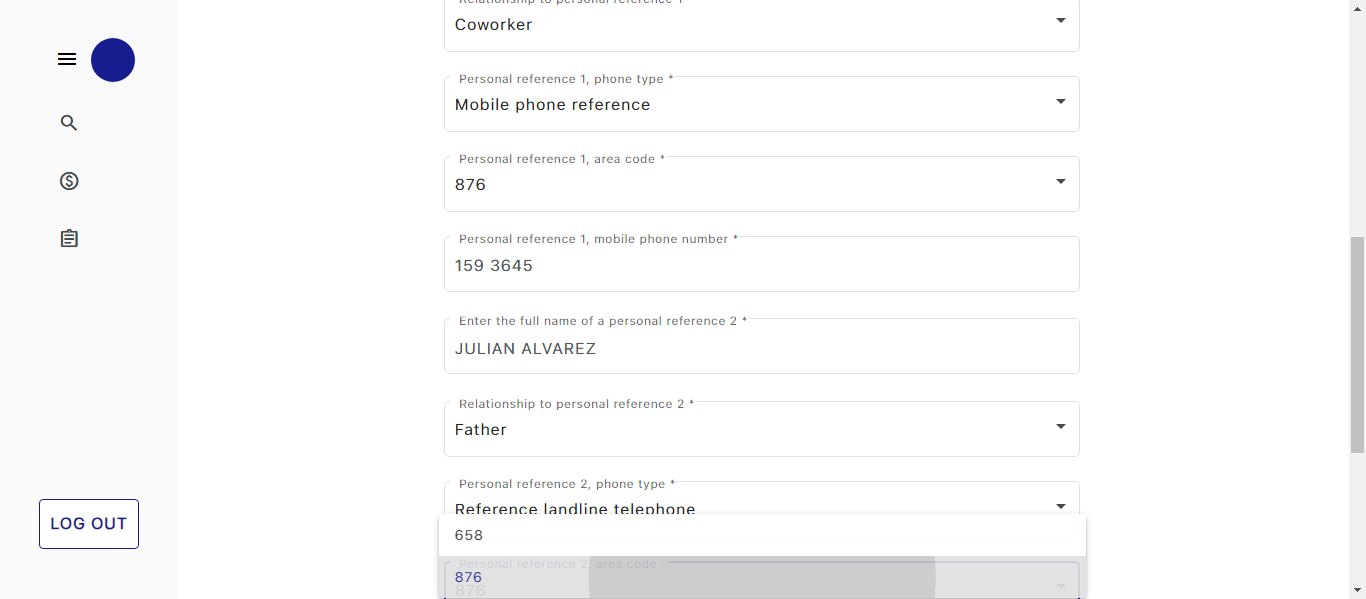 Relationship to personal reference 1
Coworker
Personal reference 1, phone type *
Mobile phone reference
Personal reference 1, area code *
876
Personal reference 1, mobile phone number *
159 3645
Enter the full name of a personal reference 2 *
JULIAN ALVAREZ
Relationship to personal reference 2 *
Father
Personal reference 2, phone type *
Reference landline telephone
658
Personal reference 2, area code *
876
876
LOG OUT